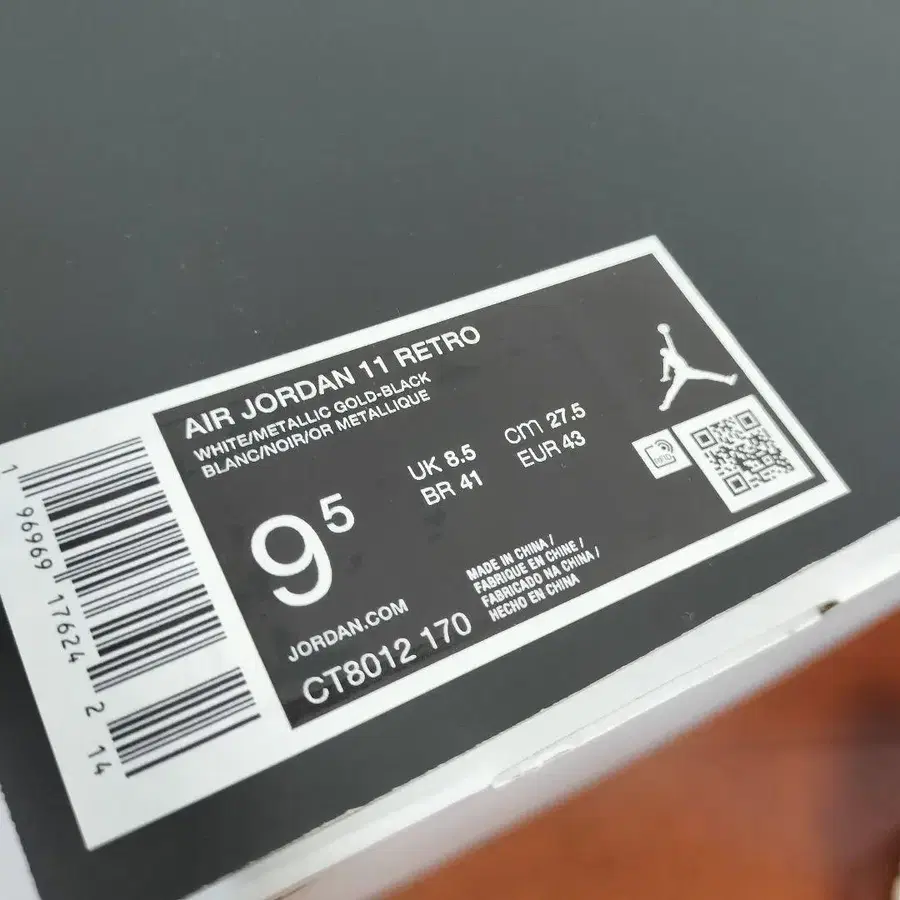 AIR JORDAN 11 RETRO
WHITE/METALLIC GOLD-BLACK
BLANC/NOIR/OR METALLIQUE
9⁵
UK 8.5
cm 27.5
BR 41
EUR 43
MADE IN CHINA /
FABRIQUE EN CHINE /
FABRICADO NA CHINA /
HECHO EN CHINA
JORDAN.COM
CT8012 170
1 96969 17624 2 14